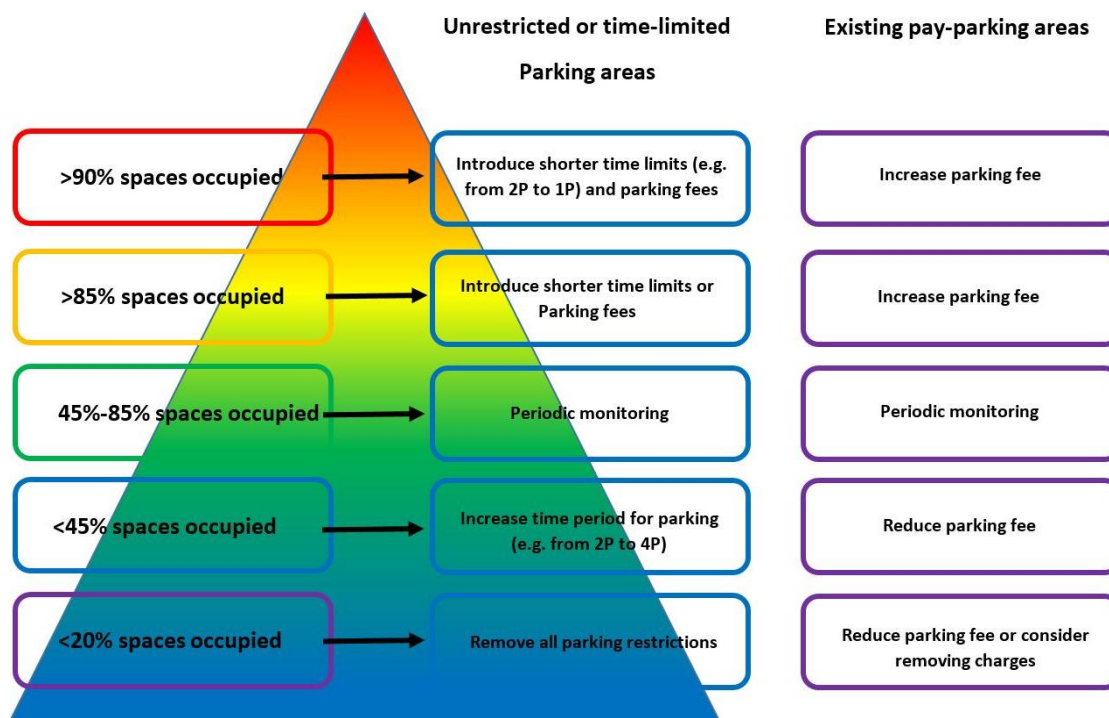 Unrestricted or time-limited
Parking areas
Existing pay-parking areas
>90% spaces occupied
Introduce shorter time limits (e.g.
from 2P to 1P) and parking fees
Increase parking fee
>85% spaces occupied
Introduce shorter time limits or
Parking fees
Increase parking fee
45%-85% spaces occupied
Periodic monitoring
Periodic monitoring
<45% spaces occupied
Increase time period for parking
(e.g. from 2P to 4P)
Reduce parking fee
<20% spaces occupied
Remove all parking restrictions
Reduce parking fee or consider
removing charges